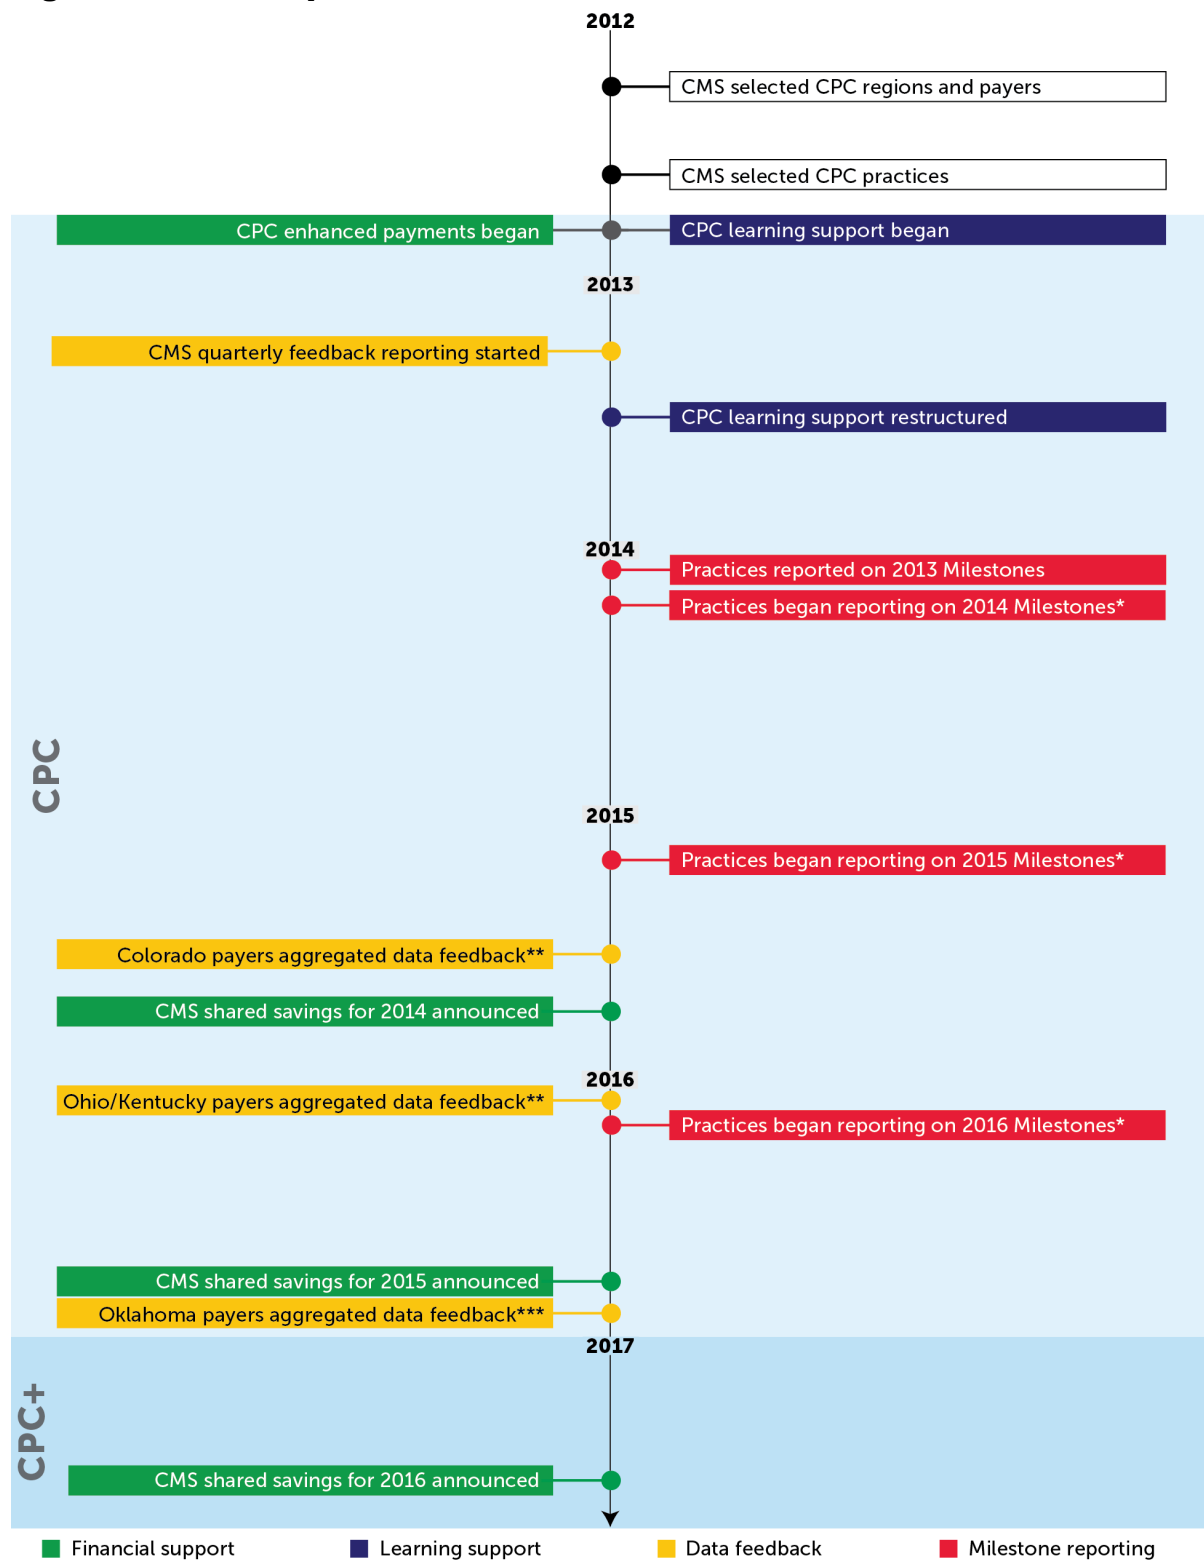 2012
CMS selected CPC regions and payers
CMS selected CPC practices
CPC enhanced payments began
CPC learning support began
2013
CMS quarterly feedback reporting started
CPC learning support restructured
2014
Practices reported on 2013 Milestones
Practices began reporting on 2014 Milestones*
CPC
2015
Practices began reporting on 2015 Milestones*
Colorado payers aggregated data feedback**
CMS shared savings for 2014 announced
2016
Ohio/Kentucky payers aggregated data feedback**
Practices began reporting on 2016 Milestones*
CMS shared savings for 2015 announced
Oklahoma payers aggregated data feedback***
2017
CPC+
CMS shared savings for 2016 announced
Financial support
Learning support
Data feedback
Milestone reporting